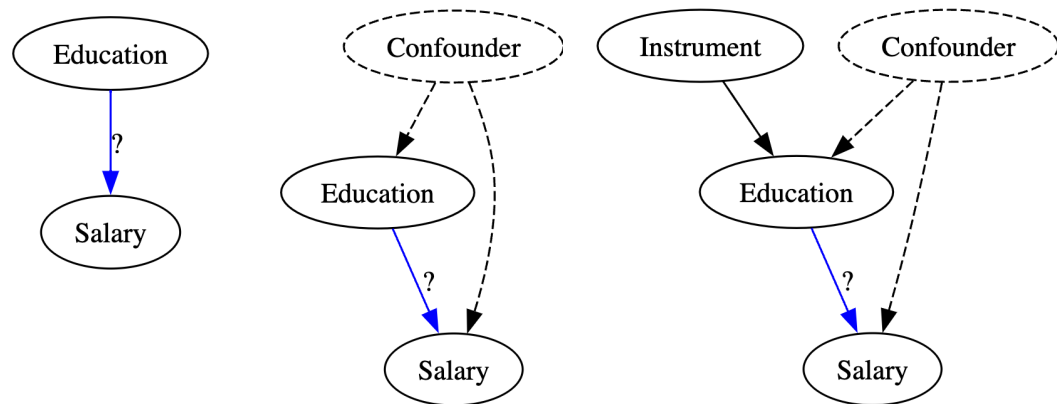 Education
?
Salary
Confounder
Education
?
Salary
Instrument
Confounder
Education
?
Salary